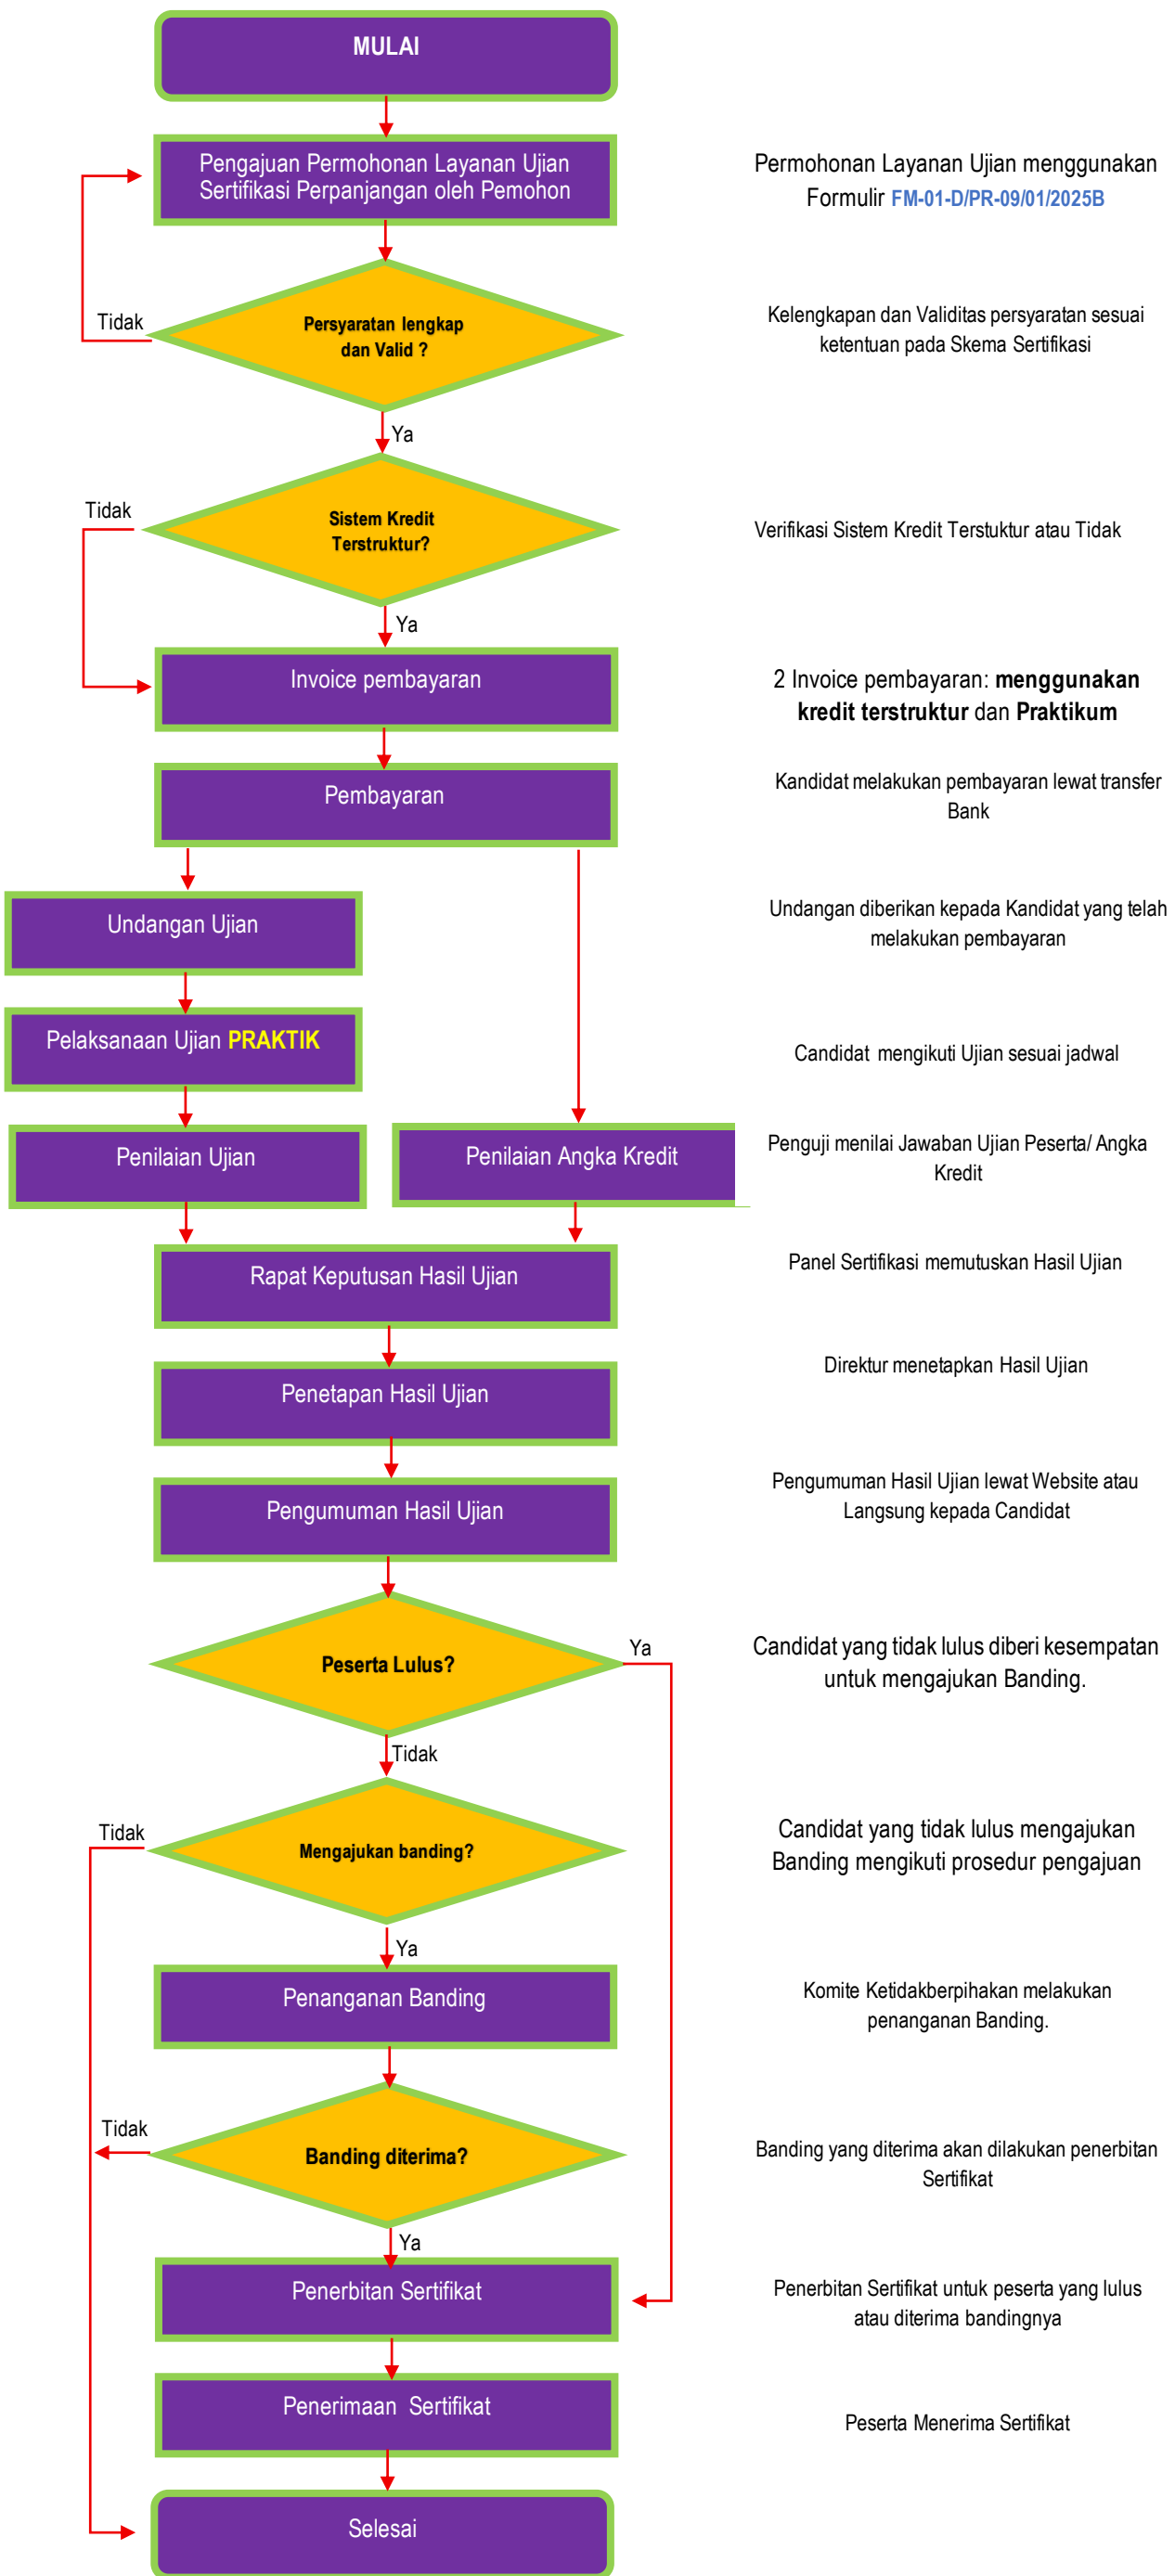 MULAI
Pengajuan Permohonan Layanan Ujian
Sertifikasi Perpanjangan oleh Pemohon
Permohonan Layanan Ujian menggunakan
Formulir FM-01-D/PR-09/01/2025B
Tidak
Persyaratan lengkap
dan Valid ?
Kelengkapan dan Validitas persyaratan sesuai
ketentuan pada Skema Sertifikasi
Ya
Tidak
Sistem Kredit
Terstruktur?
Verifikasi Sistem Kredit Terstuktur atau Tidak
Ya
Invoice pembayaran
2 Invoice pembayaran: menggunakan
kredit terstruktur dan Praktikum
Pembayaran
Kandidat melakukan pembayaran lewat transfer
Bank
Undangan Ujian
Undangan diberikan kepada Kandidat yang telah
melakukan pembayaran
Pelaksanaan Ujian PRAKTIK
Candidat mengikuti Ujian sesuai jadwal
Penilaian Ujian
Penilaian Angka Kredit
Penguji menilai Jawaban Ujian Peserta/ Angka
Kredit
Rapat Keputusan Hasil Ujian
Panel Sertifikasi memutuskan Hasil Ujian
Penetapan Hasil Ujian
Direktur menetapkan Hasil Ujian
Pengumuman Hasil Ujian
Pengumuman Hasil Ujian lewat Website atau
Langsung kepada Candidat
Peserta Lulus?
Ya
Candidat yang tidak lulus diberi kesempatan
untuk mengajukan Banding.
Tidak
Tidak
Mengajukan banding?
Candidat yang tidak lulus mengajukan
Banding mengikuti prosedur pengajuan
Ya
Penanganan Banding
Komite Ketidakberpihakan melakukan
penanganan Banding.
Tidak
Banding diterima?
Banding yang diterima akan dilakukan penerbitan
Sertifikat
Ya
Penerbitan Sertifikat
Penerbitan Sertifikat untuk peserta yang lulus
atau diterima bandingnya
Penerimaan Sertifikat
Peserta Menerima Sertifikat
Selesai